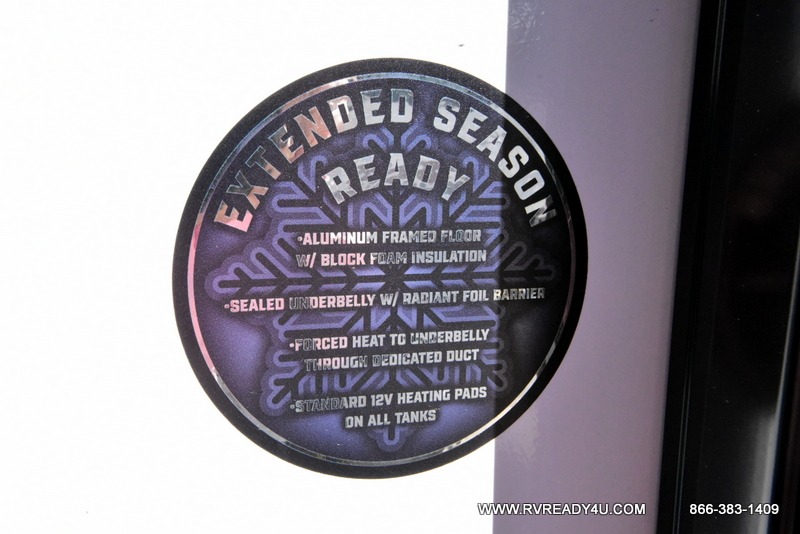 EXTENDED SEASON
READY
•ALUMINUM FRAMED FLOOR
W/ BLOCK FOAM INSULATION
•SEALED UNDERBELLY W/ RADIANT FOIL BARRIER
•FORCED HEAT TO UNDERBELLY
THROUGH DEDICATED DUCT
•STANDARD 12V HEATING PADS
ON ALL TANKS
WWW.RVREADY4U.COM 866-383-1409